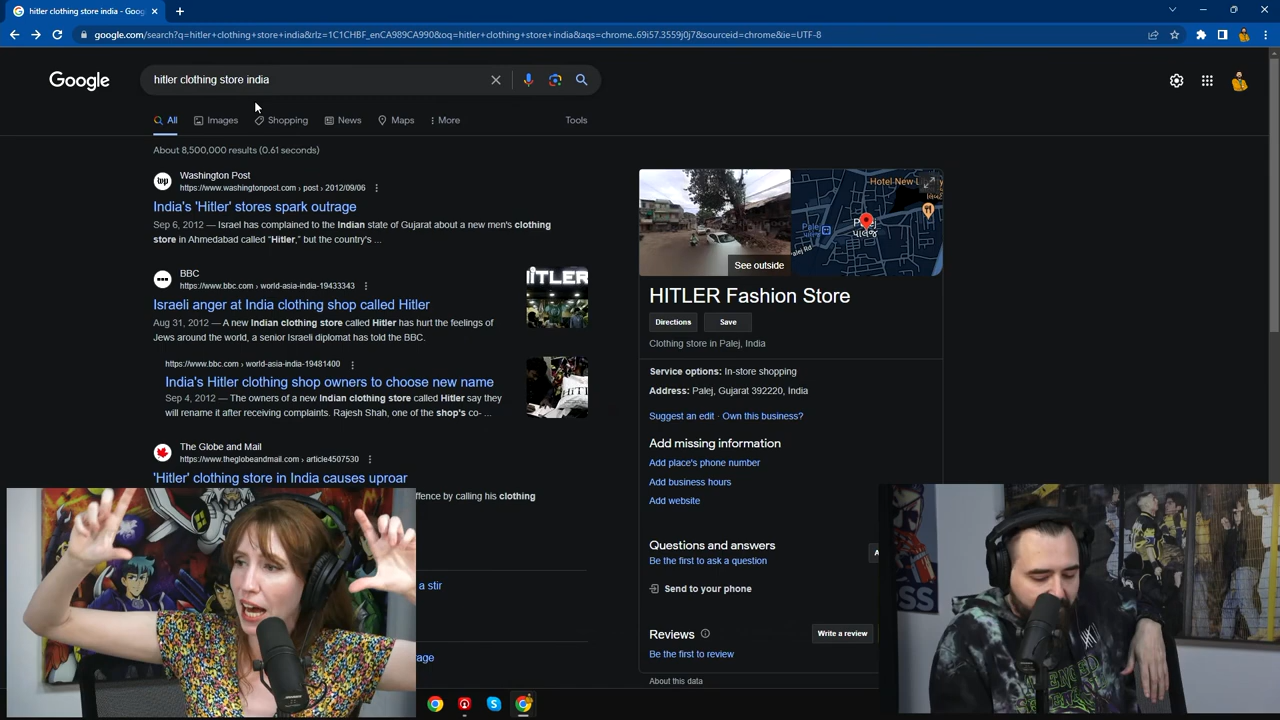 hitler clothing store india - Goog
google.com/search?q=hitler+clothing+store+india&rlz=1C1CHBF_enCA989CA990&oq=hitler+clothing+store+india&aqs=chrome..69i57.3559j0j7&sourceid=chrome&ie=UTF-8
Google
hitler clothing store india
All
Images
Shopping
News
Maps
More
Tools
About 8,500,000 results (0.61 seconds)
wp
Washington Post
https://www.washingtonpost.com › post › 2012/09/06
India's 'Hitler' stores spark outrage
Sep 6, 2012 — Israel has complained to the Indian state of Gujarat about a new men's clothing
store in Ahmedabad called "Hitler," but the country's ...
BBC
https://www.bbc.com › world-asia-india-19433343
Israeli anger at India clothing shop called Hitler
Aug 31, 2012 — A new Indian clothing store called Hitler has hurt the feelings of
Jews around the world, a senior Israeli diplomat has told the BBC.
HITLER
https://www.bbc.com › world-asia-india-19481400
India's Hitler clothing shop owners to choose new name
Sep 4, 2012 — The owners of a new Indian clothing store called Hitler say they
will rename it after receiving complaints. Rajesh Shah, one of the shop's co- ...
The Globe and Mail
https://www.theglobeandmail.com › article4507530
'Hitler' clothing store in India causes uproar
fence by calling his clothing
a stir
age
Hotel New
Palej
પાલેજ
See outside
HITLER Fashion Store
Directions
Save
Clothing store in Palej, India
Service options: In-store shopping
Address: Palej, Gujarat 392220, India
Suggest an edit · Own this business?
Add missing information
Add place's phone number
Add business hours
Add website
Questions and answers
A
Be the first to ask a question
Send to your phone
Reviews
Write a review
Be the first to review
About this data